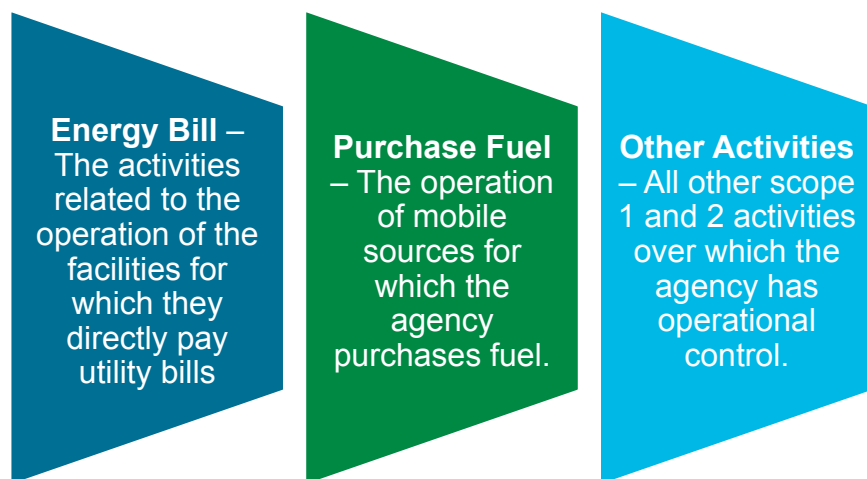 Energy Bill –
The activities
related to the
operation of the
facilities for
which they
directly pay
utility bills
Purchase Fuel
– The operation
of mobile
sources for
which the
agency
purchases fuel.
Other Activities
– All other scope
1 and 2 activities
over which the
agency has
operational
control.